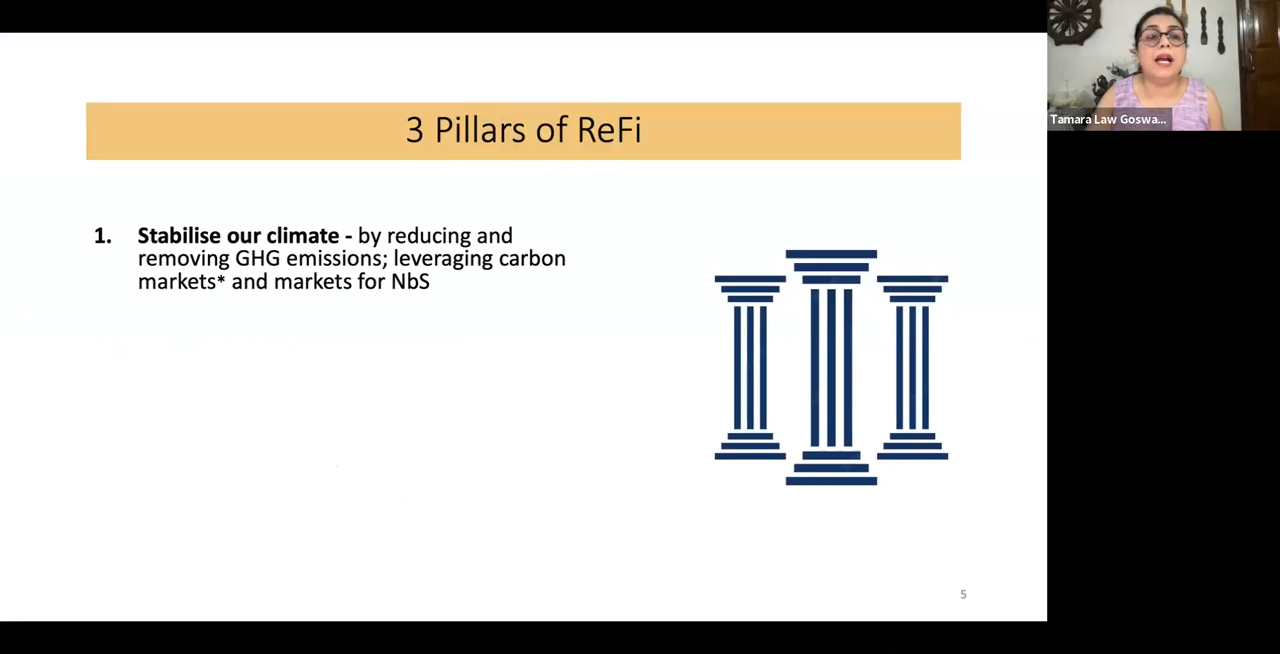 3 Pillars of ReFi
1. Stabilise our climate - by reducing and
removing GHG emissions; leveraging carbon
markets* and markets for NbS
5
Tamara Law Goswa...